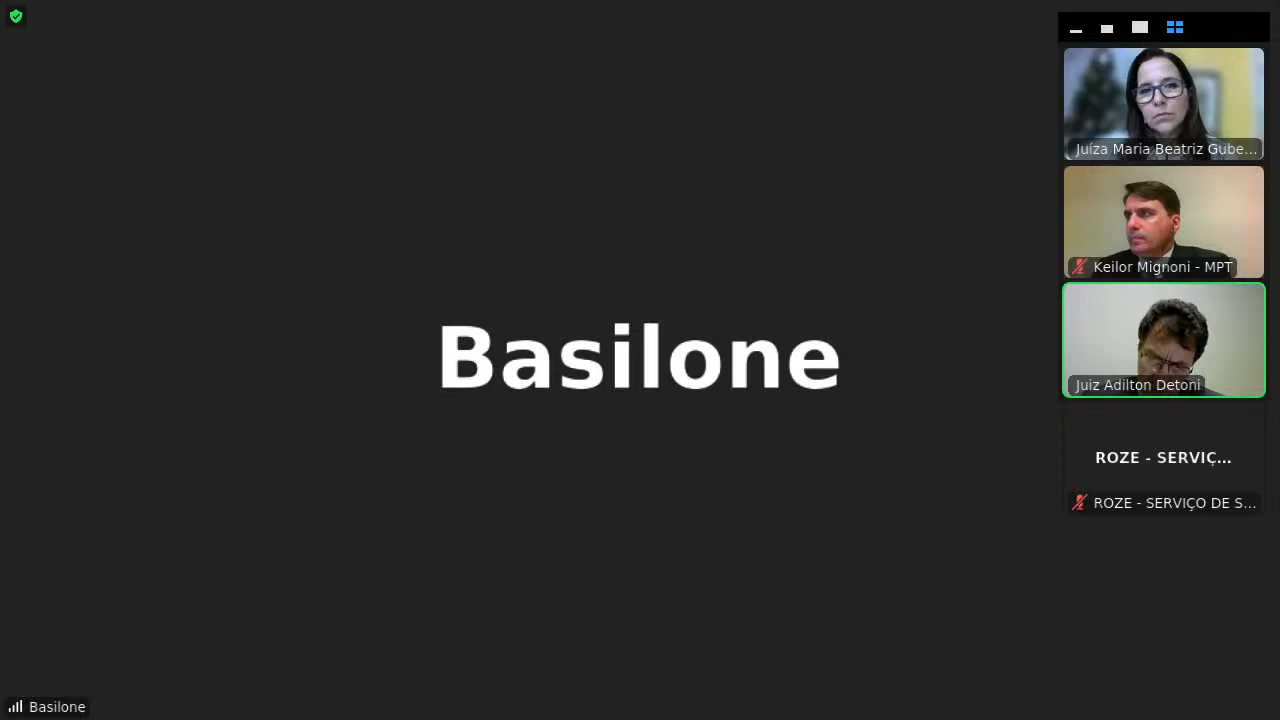 Juíza Maria Beatriz Gube...
Keilor Mignoni - MPT
Basilone
Juiz Adilton Detoni
ROZE - SERVIÇ...
ROZE - SERVIÇO DE S...
Basilone